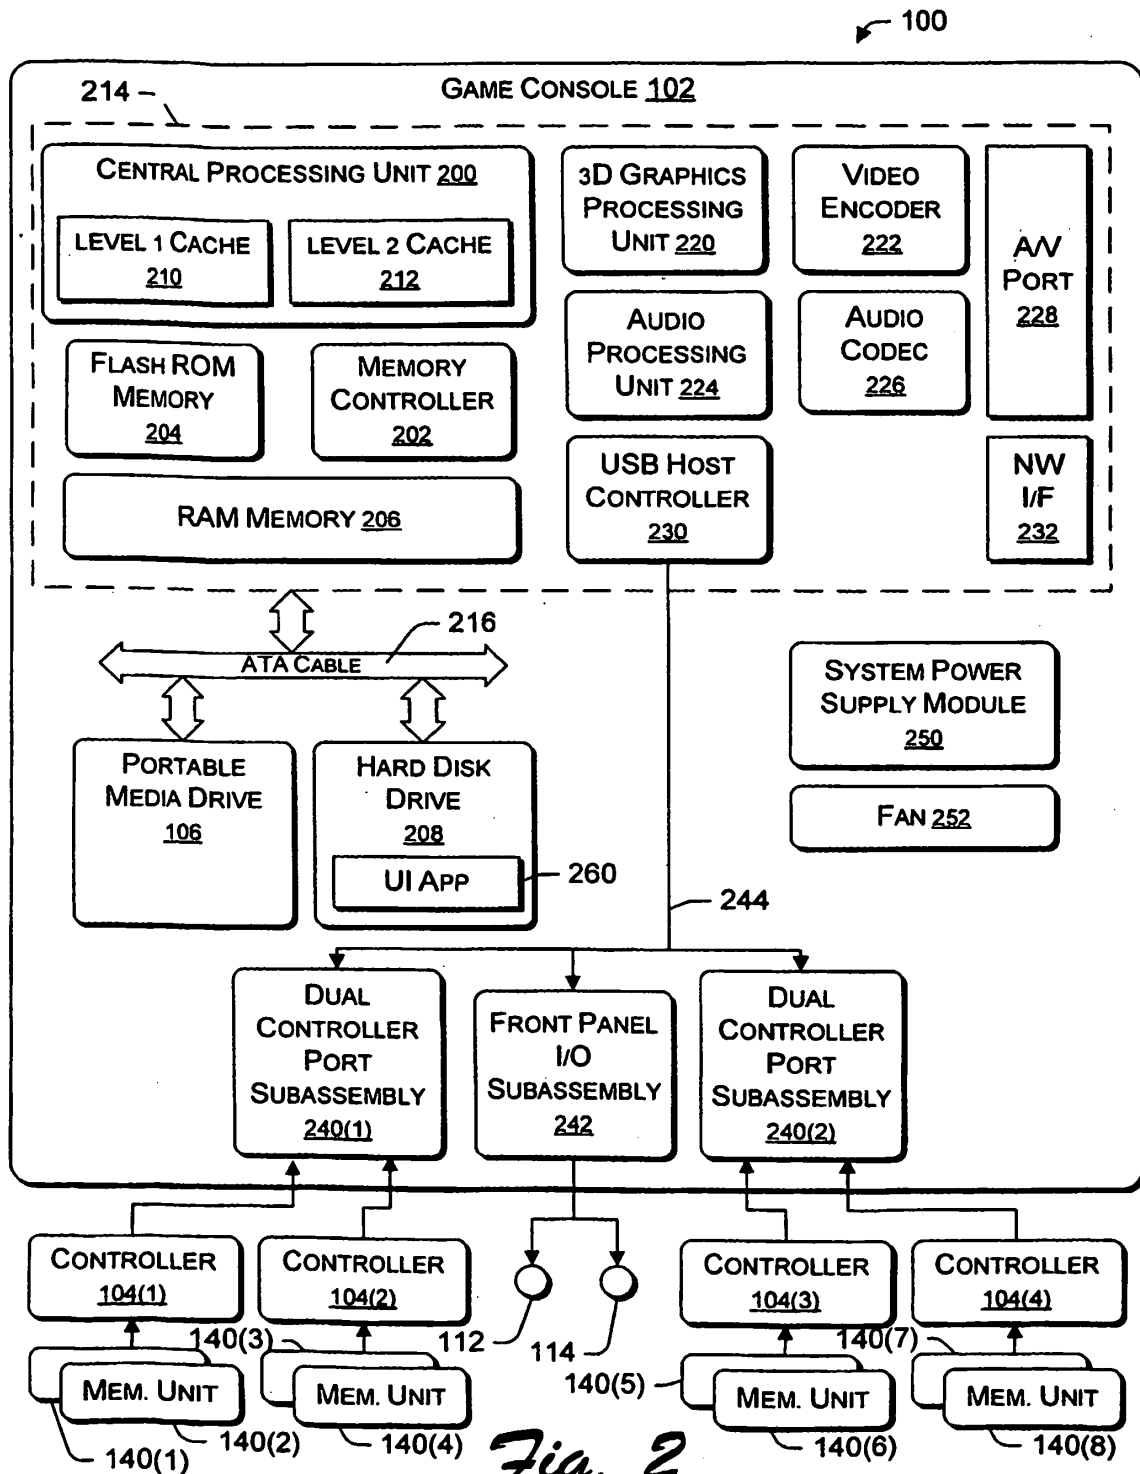 100
GAME CONSOLE 102
214
CENTRAL PROCESSING UNIT 200
LEVEL 1 CACHE
210
LEVEL 2 CACHE
212
3D GRAPHICS
PROCESSING
UNIT 220
VIDEO
ENCODER
222
A/V
PORT
228
FLASH ROM
MEMORY
204
MEMORY
CONTROLLER
202
AUDIO
PROCESSING
UNIT 224
AUDIO
CODEC
226
RAM MEMORY 206
USB HOST
CONTROLLER
230
NW
I/F
232
216
ATA CABLE
SYSTEM POWER
SUPPLY MODULE
250
PORTABLE
MEDIA DRIVE
106
HARD DISK
DRIVE
208
UI APP
260
FAN 252
244
DUAL
CONTROLLER
PORT
SUBASSEMBLY
240(1)
FRONT PANEL
I/O
SUBASSEMBLY
242
DUAL
CONTROLLER
PORT
SUBASSEMBLY
240(2)
CONTROLLER
104(1)
CONTROLLER
104(2)
CONTROLLER
104(3)
CONTROLLER
104(4)
112
114
140(3)
140(5)
140(7)
MEM. UNIT
MEM. UNIT
MEM. UNIT
MEM. UNIT
140(1)
140(2)
140(4)
140(6)
140(8)
Fig. 2